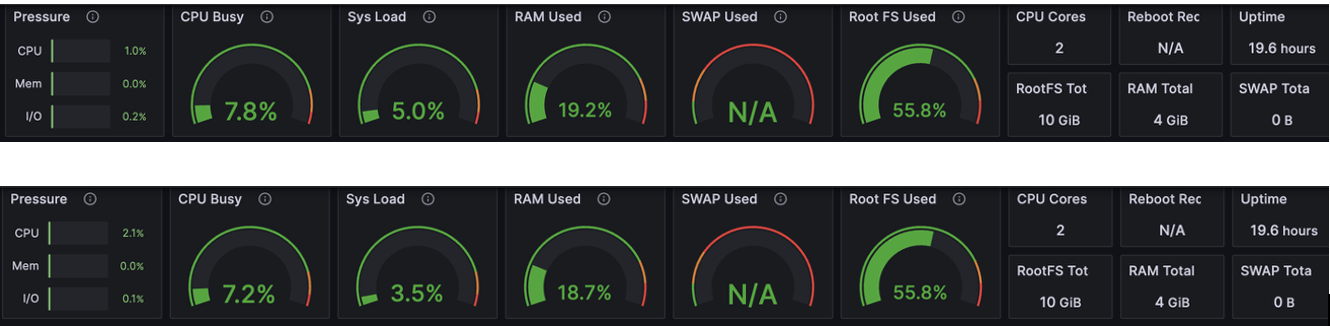 Pressure CPU Busy Sys Load RAM Used SWAP Used Root FS Used CPU Cores Reboot Rec Uptime
CPU 1.0%
Mem 0.0%
I/O 0.2%
7.8%
5.0%
19.2%
N/A
55.8%
2 N/A 19.6 hours
RootFS Tot RAM Total SWAP Tota
10 GiB 4 GiB 0 B
Pressure CPU Busy Sys Load RAM Used SWAP Used Root FS Used CPU Cores Reboot Rec Uptime
CPU 2.1%
Mem 0.0%
I/O 0.1%
7.2%
3.5%
18.7%
N/A
55.8%
2 N/A 19.6 hours
RootFS Tot RAM Total SWAP Tota
10 GiB 4 GiB 0 B